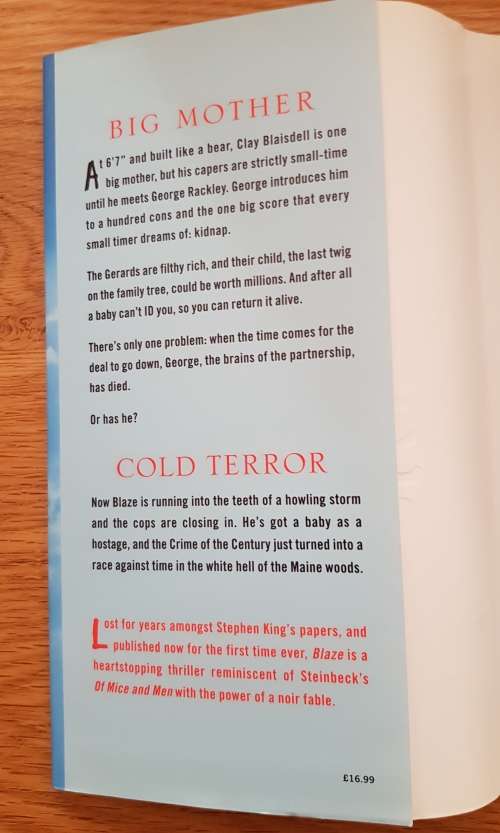 BIG MOTHER
At 6'7" and built like a bear, Clay Blaisdell is one
big mother, but his capers are strictly small-time
until he meets George Rackley. George introduces him
to a hundred cons and the one big score that every
small timer dreams of: kidnap.
The Gerards are filthy rich, and their child, the last twig
on the family tree, could be worth millions. And after all
a baby can't ID you, so you can return it alive.
There's only one problem: when the time comes for the
deal to go down, George, the brains of the partnership,
has died.
Or has he?
COLD TERROR
Now Blaze is running into the teeth of a howling storm
and the cops are closing in. He's got a baby as a
hostage, and the Crime of the Century just turned into a
race against time in the white hell of the Maine woods.
Lost for years amongst Stephen King's papers, and
published now for the first time ever, Blaze is a
heartstopping thriller reminiscent of Steinbeck's
Of Mice and Men with the power of a noir fable.
£16.99